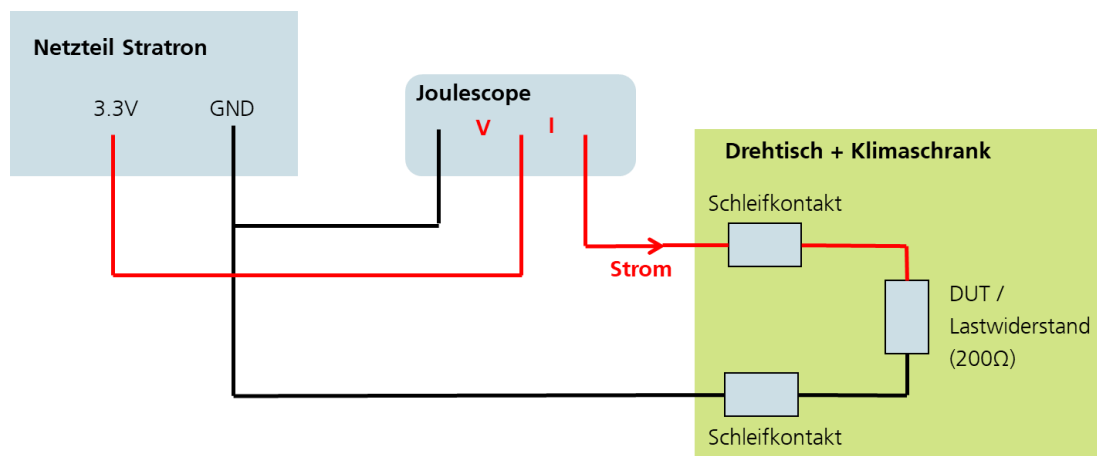 Netzteil Stratron
3.3V
GND
Joulescope
V
I
Drehtisch + Klimaschrank
Schleifkontakt
Strom
DUT /
Lastwiderstand
(200Ω)
Schleifkontakt